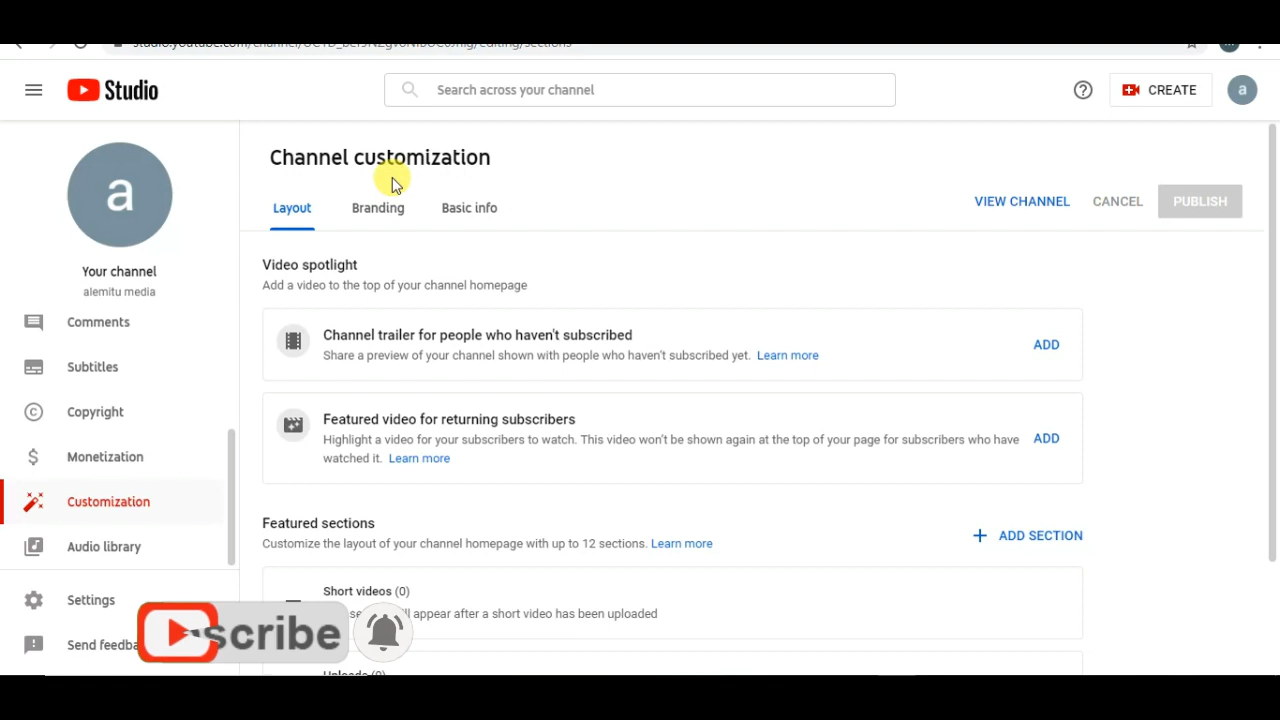 Studio
Search across your channel
CREATE
a
a
Your channel
alemitu media
Comments
Subtitles
Copyright
Monetization
Customization
Audio library
Settings
Send feedba
Channel customization
Layout
Branding
Basic info
VIEW CHANNEL
CANCEL
PUBLISH
Video spotlight
Add a video to the top of your channel homepage
Channel trailer for people who haven't subscribed
Share a preview of your channel shown with people who haven't subscribed yet. Learn more
ADD
Featured video for returning subscribers
Highlight a video for your subscribers to watch. This video won't be shown again at the top of your page for subscribers who have
watched it. Learn more
ADD
Featured sections
Customize the layout of your channel homepage with up to 12 sections. Learn more
ADD SECTION
Short videos (0)
appear after a short video has been uploaded
Uploads (0)
scribe